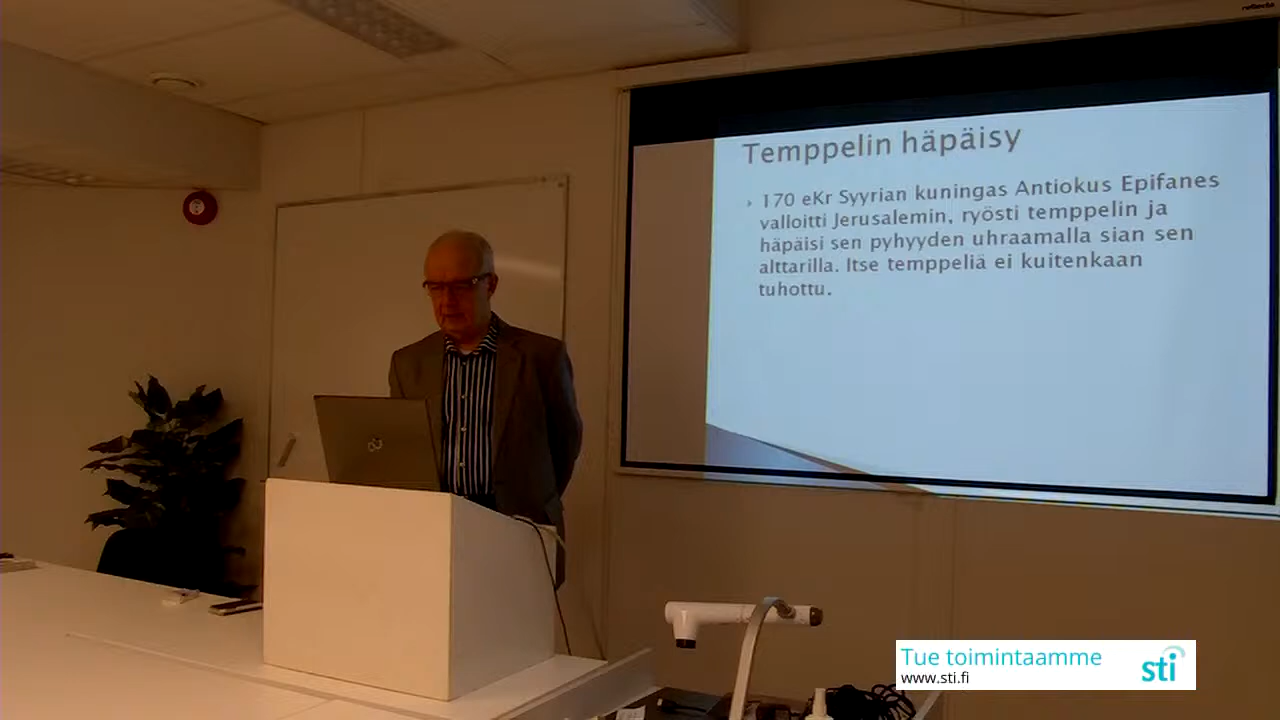 reflecta
Temppelin häpäisy
170 eKr Syyrian kuningas Antiokus Epifanes
valloitti Jerusalemin, ryösti temppelin ja
häpäisi sen pyhyyden uhraamalla sian sen
alttarilla. Itse temppeliä ei kuitenkaan
tuhottu.
Tue toimintaamme
www.sti.fi
sti